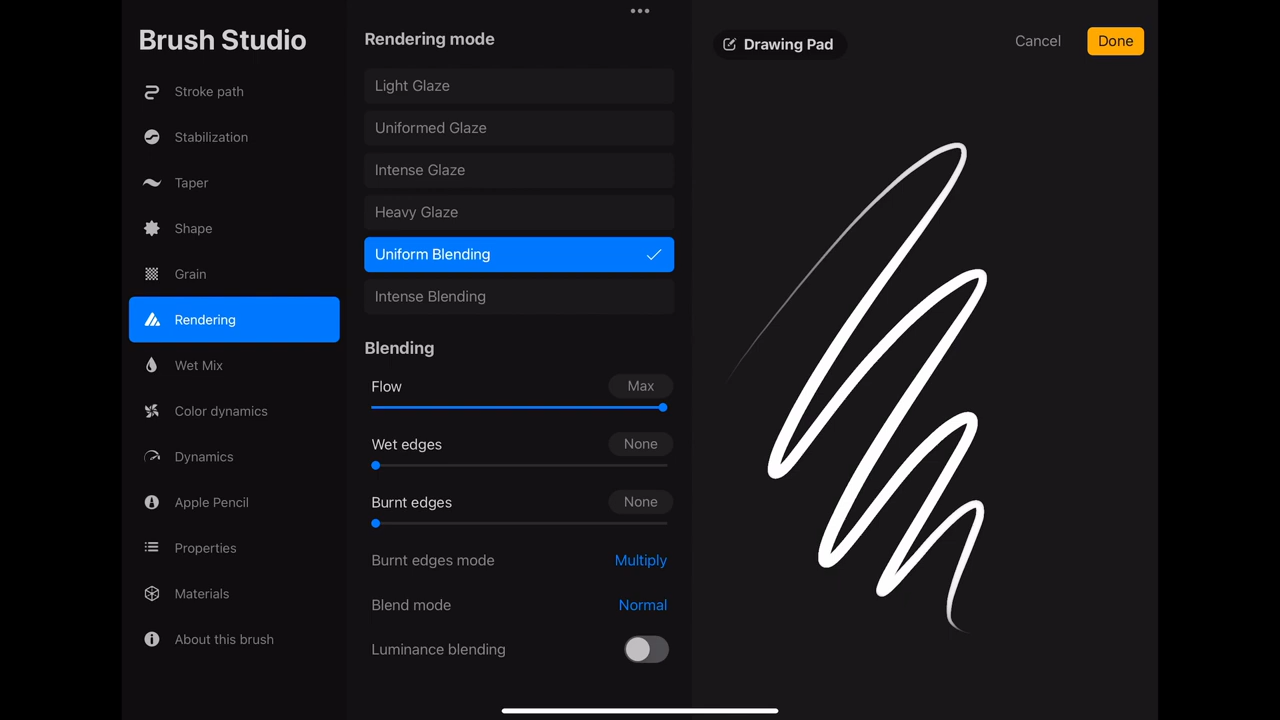 Brush Studio
Stroke path
Stabilization
Taper
Shape
Grain
Rendering
Wet Mix
Color dynamics
Dynamics
Apple Pencil
Properties
Materials
About this brush
Rendering mode
Light Glaze
Uniformed Glaze
Intense Glaze
Heavy Glaze
Uniform Blending
Intense Blending
Blending
Flow Max
Wet edges None
Burnt edges None
Burnt edges mode Multiply
Blend mode Normal
Luminance blending
Drawing Pad
Cancel
Done